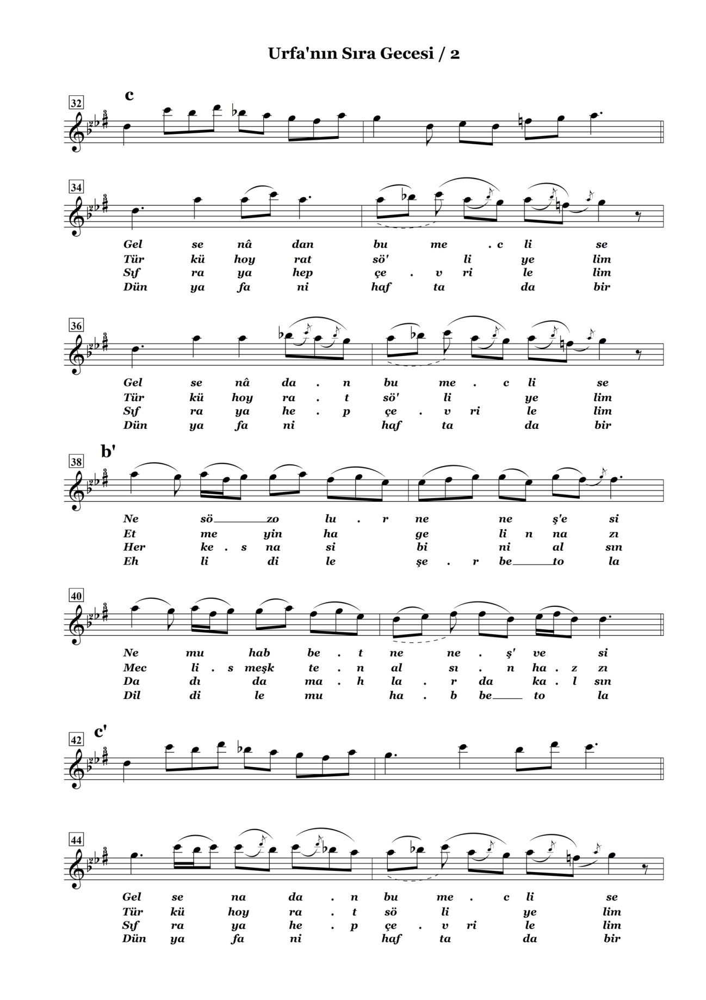 Urfa'nın Sıra Gecesi / 2
32 c
34
Gel se nâ dan bu me . c li se
Tür kü hoy rat sö' li ye lim
Sıf ra ya hep çe . v ri le lim
Dün ya fa ni haf ta da bir
36
Gel se nâ da . n bu me . c li se
Tür kü hoy ra . t sö' li ye lim
Sıf ra ya he . p çe . v ri le lim
Dün ya fa ni haf ta da bir
38 b'
Ne sö zo lu . r ne ne ş'e si
Et me yin ha ge li n na zı
Her ke . s na si bi ni al sın
Eh li di le şe . r be to la
40
Ne mu hab be . t ne ne . ş' ve si
Mec li . s meşk te . n al sı . n ha . z zı
Da dı da ma . h la . r da ka . l sın
Dil di le mu ha . b be to la
42 c'
44
Gel se na da . n bu me . c li se
Tür kü hoy ra . t sö li ye lim
Sıf ra ya he . p çe . v ri le lim
Dün ya fa ni haf ta da bir